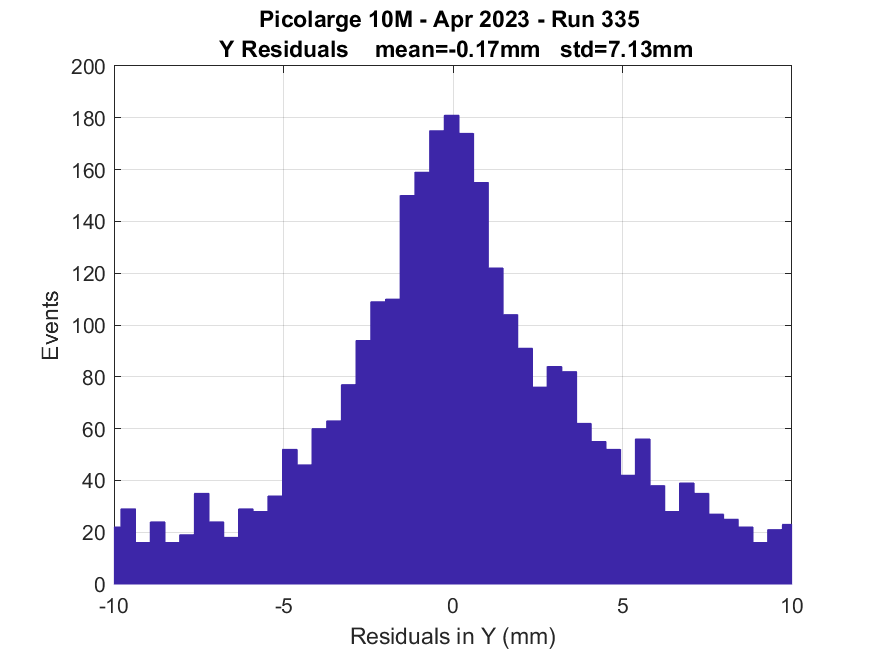 Picolarge 10M - Apr 2023 - Run 335
Y Residuals mean=-0.17mm std=7.13mm
200
180
160
140
120
100
80
60
40
20
0
Events
-10 -5 0 5 10
Residuals in Y (mm)